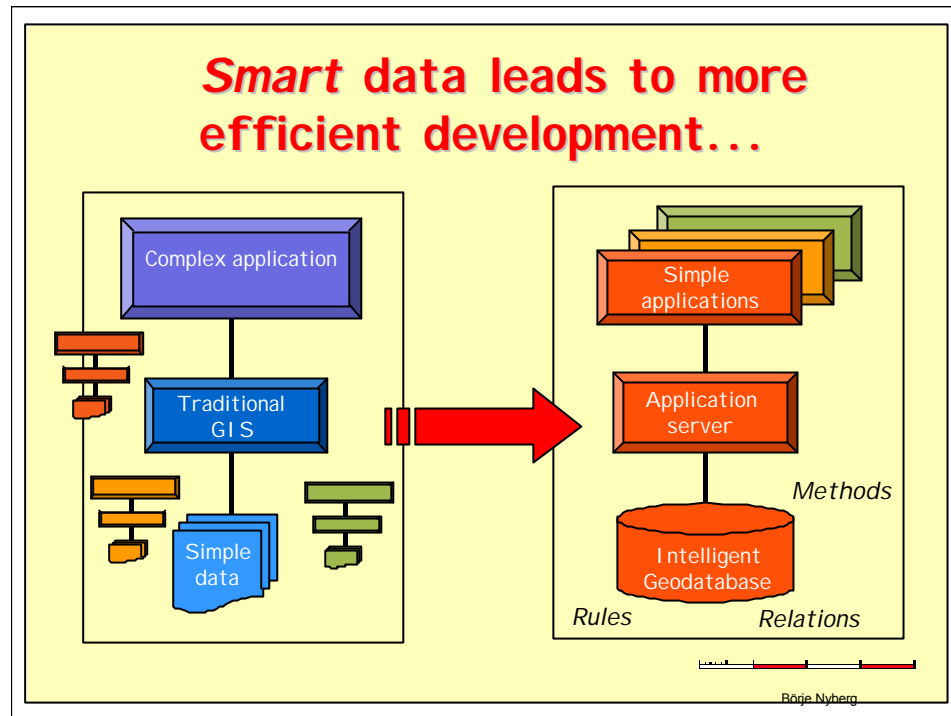 Smart data leads to more
efficient development...
Complex application
Traditional
GIS
Simple
data
Simple
applications
Application
server
Methods
Intelligent
Geodatabase
Rules
Relations
Börje Nyberg